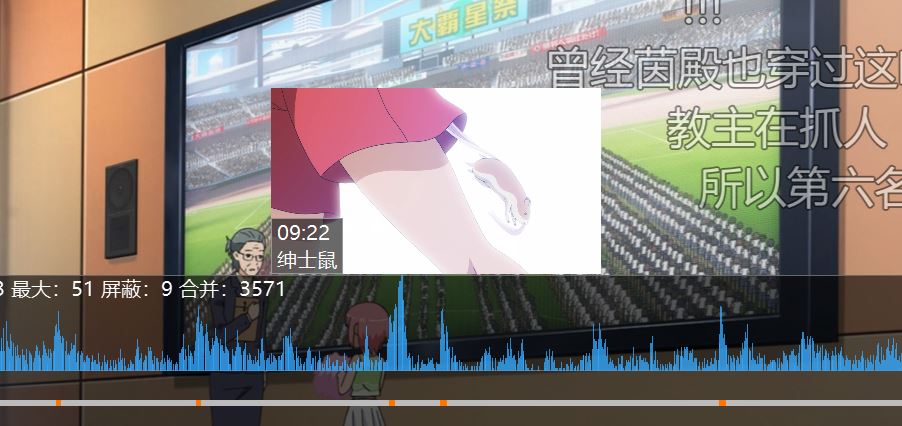 !!!
大覇星祭
曾经茵殿也穿过这
教主在抓人
所以第六名
09:22
绅士鼠
3 最大：51 屏蔽：9 合并：3571